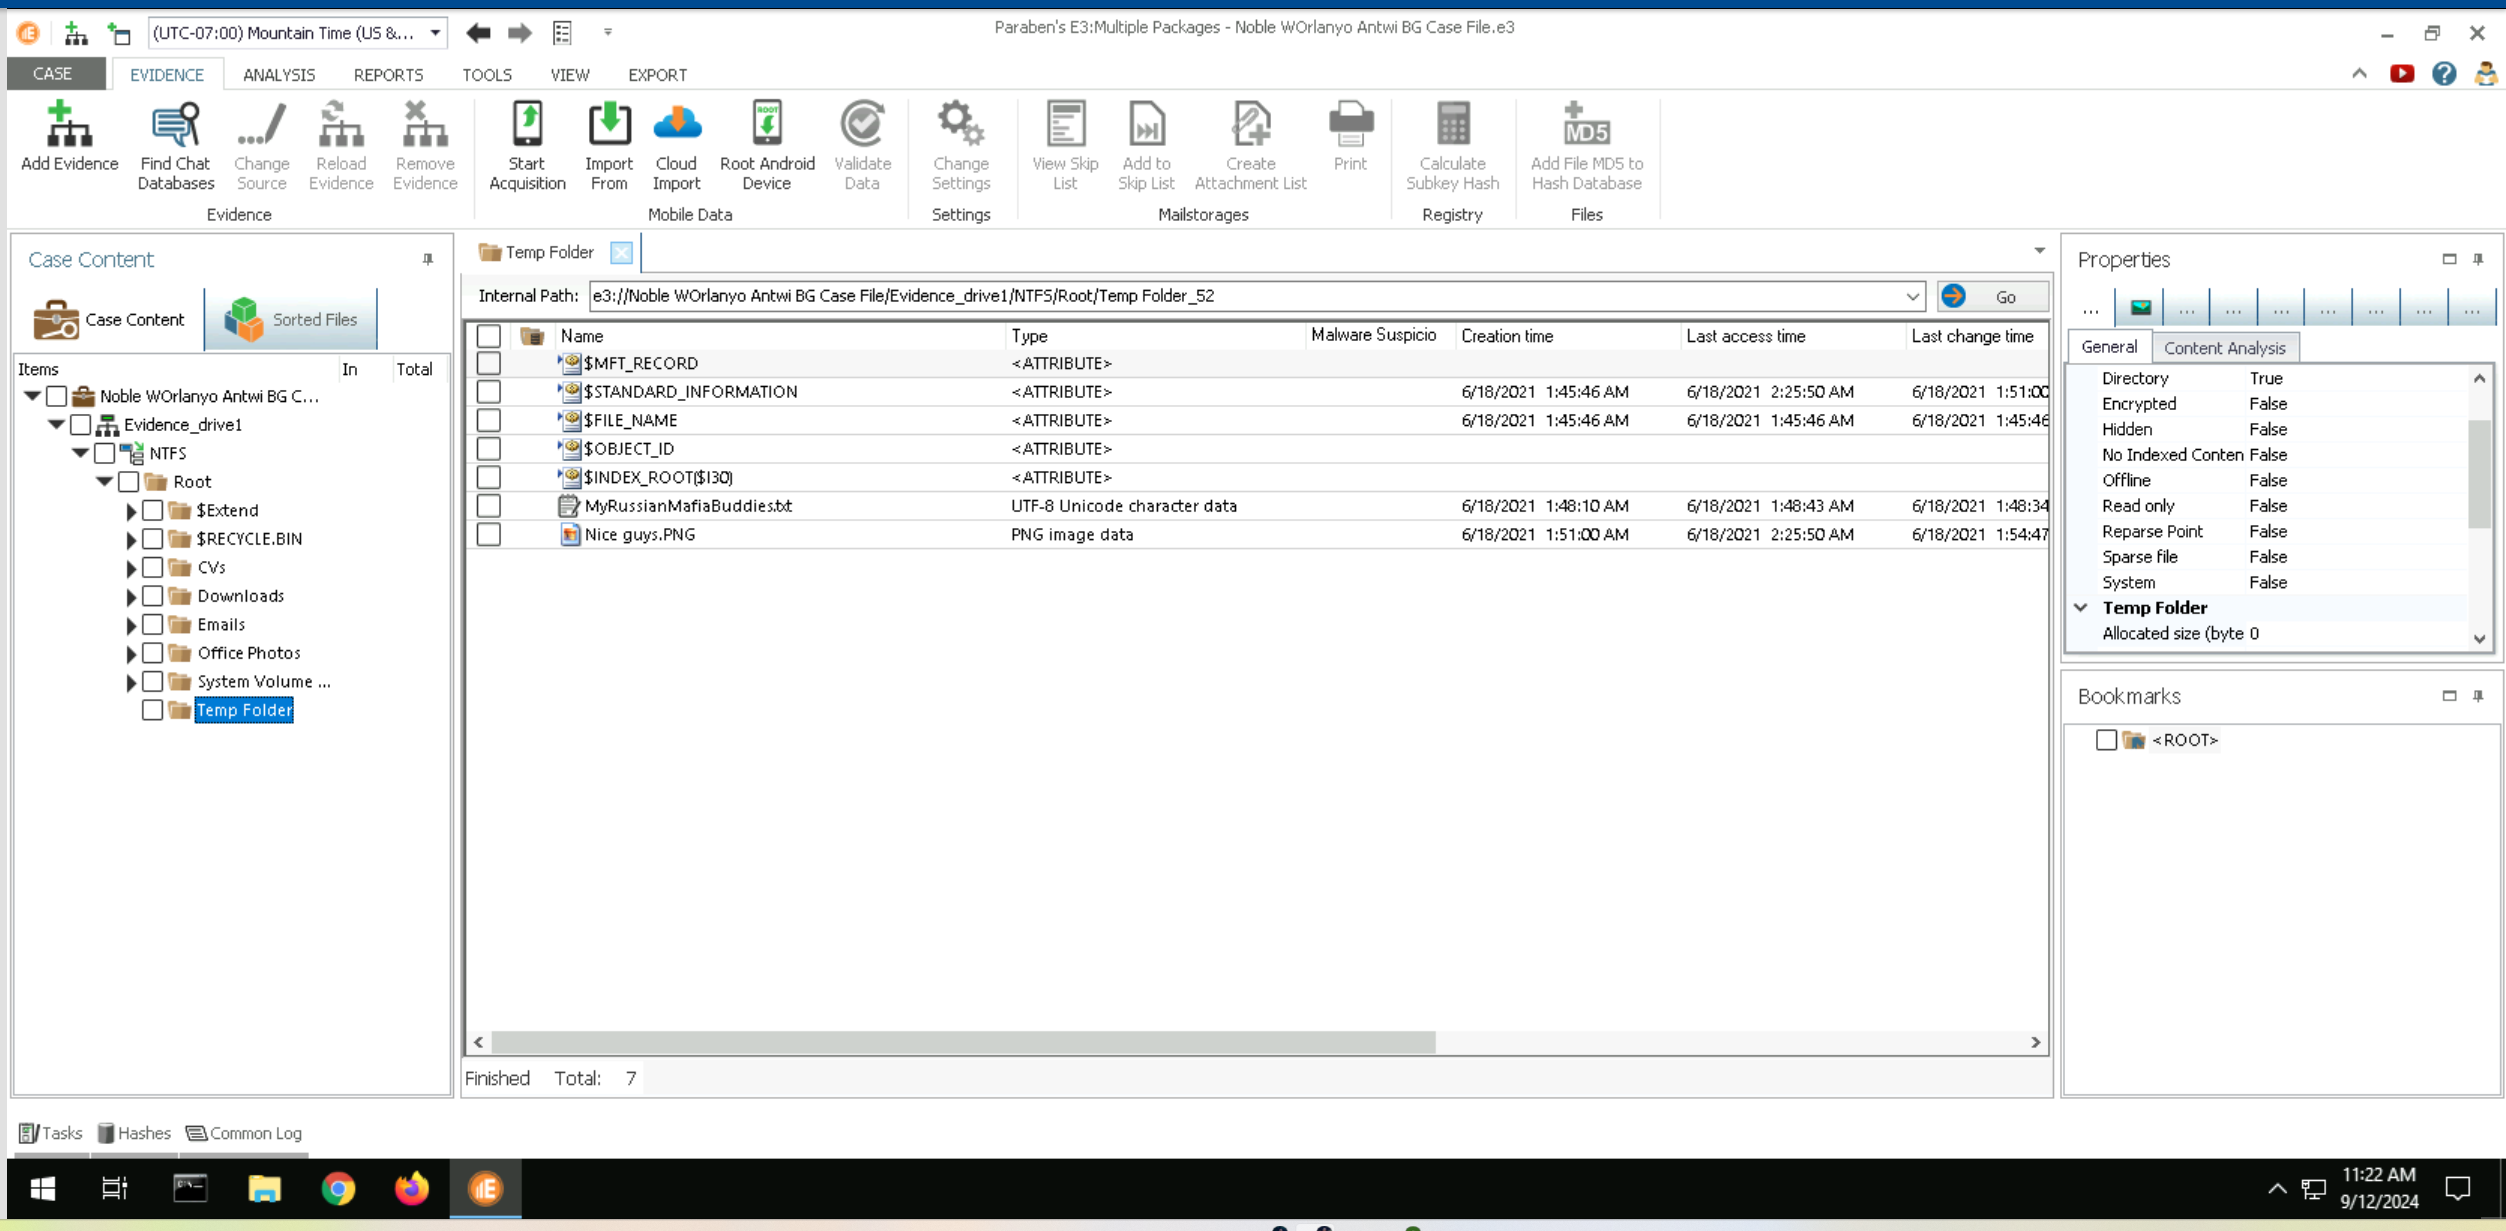 (UTC-07:00) Mountain Time (US &...
Paraben's E3:Multiple Packages - Noble WOrlanyo Antwi BG Case File.e3
CASE EVIDENCE ANALYSIS REPORTS TOOLS VIEW EXPORT
Add Evidence
Find Chat Databases
Change Source
Reload Evidence
Remove Evidence
Start Acquisition
Import From
Cloud Import
Root Android Device
Validate Data
Change Settings
View Skip List
Add to Skip List
Create Attachment List
Print
Calculate Subkey Hash
Add File MD5 to Hash Database
Evidence Mobile Data Settings Mailstorages Registry Files
Case Content
Case Content Sorted Files
Items In Total
Noble WOrlanyo Antwi BG C...
Evidence_drive1
NTFS
Root
$Extend
$RECYCLE.BIN
CVs
Downloads
Emails
Office Photos
System Volume ...
Temp Folder
Temp Folder
Internal Path: e3://Noble WOrlanyo Antwi BG Case File/Evidence_drive1/NTFS/Root/Temp Folder_52 Go
Name Type Malware Suspicio Creation time Last access time Last change time
$MFT_RECORD <ATTRIBUTE>
$STANDARD_INFORMATION <ATTRIBUTE> 6/18/2021 1:45:46 AM 6/18/2021 2:25:50 AM 6/18/2021 1:51:00
$FILE_NAME <ATTRIBUTE> 6/18/2021 1:45:46 AM 6/18/2021 1:45:46 AM 6/18/2021 1:45:46
$OBJECT_ID <ATTRIBUTE>
$INDEX_ROOT($I30) <ATTRIBUTE>
MyRussianMafiaBuddies.txt UTF-8 Unicode character data 6/18/2021 1:48:10 AM 6/18/2021 1:48:43 AM 6/18/2021 1:48:34
Nice guys.PNG PNG image data 6/18/2021 1:51:00 AM 6/18/2021 2:25:50 AM 6/18/2021 1:54:47
Finished Total: 7
Properties
... ... ... ... ... ... ... ...
General Content Analysis
Directory True
Encrypted False
Hidden False
No Indexed Conten False
Offline False
Read only False
Reparse Point False
Sparse file False
System False
Temp Folder
Allocated size (byte 0
Bookmarks
<ROOT>
Tasks Hashes Common Log
11:22 AM
9/12/2024